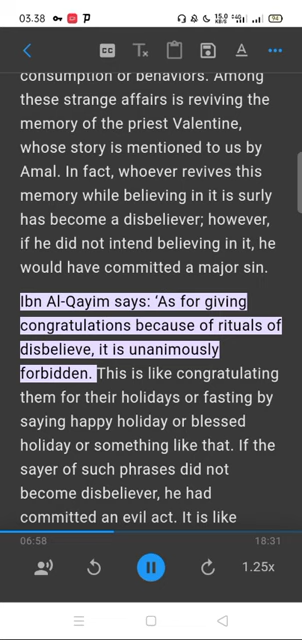 03.38
15.0 KB/S
94
CC
consumption or behaviors. Among
these strange affairs is reviving the
memory of the priest Valentine,
whose story is mentioned to us by
Amal. In fact, whoever revives this
memory while believing in it is surly
has become a disbeliever; however,
if he did not intend believing in it, he
would have committed a major sin.
Ibn Al-Qayim says: ‘As for giving
congratulations because of rituals of
disbelieve, it is unanimously
forbidden. This is like congratulating
them for their holidays or fasting by
saying happy holiday or blessed
holiday or something like that. If the
sayer of such phrases did not
become disbeliever, he had
committed an evil act. It is like
06:58 18:31
1.25x